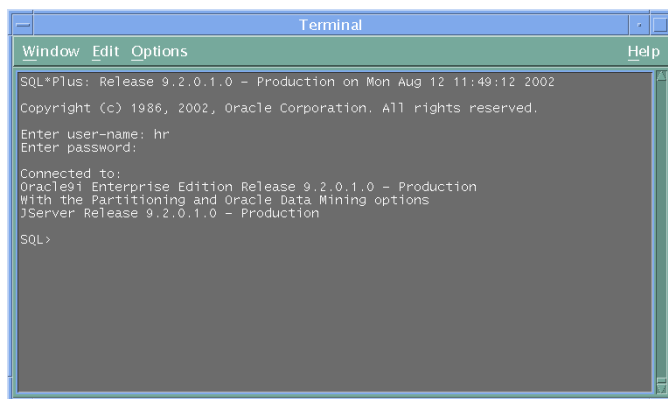 Terminal
Window Edit Options Help
SQL*Plus: Release 9.2.0.1.0 - Production on Mon Aug 12 11:49:12 2002
Copyright (c) 1986, 2002, Oracle Corporation. All rights reserved.
Enter user-name: hr
Enter password:
Connected to:
Oracle9i Enterprise Edition Release 9.2.0.1.0 - Production
With the Partitioning and Oracle Data Mining options
JServer Release 9.2.0.1.0 - Production
SQL>